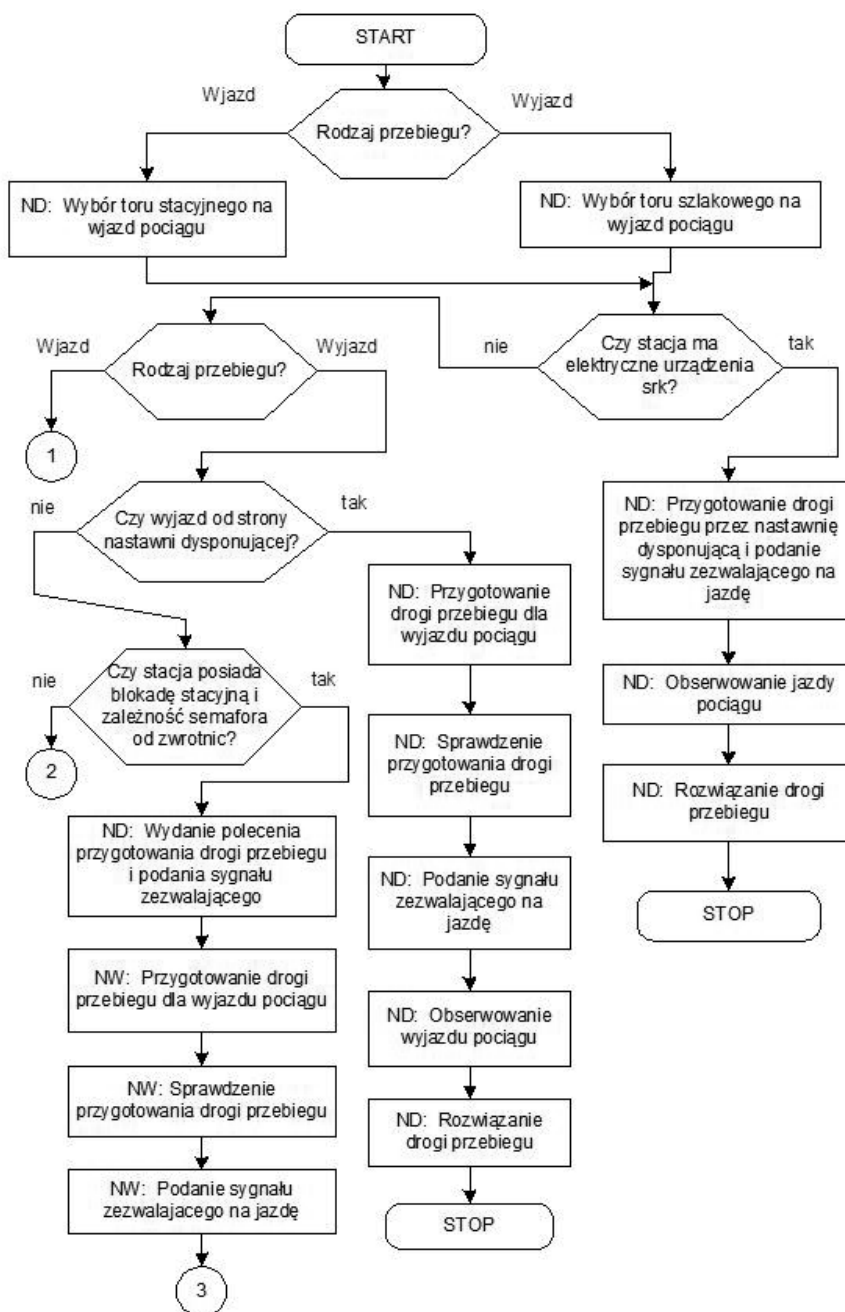 START
Wjazd
Wyjazd
Rodzaj przebiegu?
ND: Wybór toru stacyjnego na
wjazd pociągu
ND: Wybór toru szlakowego na
wyjazd pociągu
Wjazd
Rodzaj przebiegu?
Wyjazd
nie
Czy stacja ma
elektryczne urządzenia
srk?
tak
1
nie
Czy wyjazd od strony
nastawni dysponującej?
tak
ND: Przygotowanie drogi
przebiegu przez nastawnię
dysponującą i podanie
sygnału zezwalającego na
jazdę
ND: Przygotowanie
drogi przebiegu dla
wyjazdu pociągu
nie
Czy stacja posiada
blokadę stacyjną i
zależność semafora
od zwrotnic?
tak
2
ND: Obserwowanie jazdy
pociągu
ND: Sprawdzenie
przygotowania drogi
przebiegu
ND: Rozwiązanie drogi
przebiegu
ND: Wydanie polecenia
przygotowania drogi przebiegu
i podania sygnału
zezwalającego
ND: Podanie sygnału
zezwalającego na
jazdę
STOP
NW: Przygotowanie drogi
przebiegu dla wyjazdu pociągu
ND: Obserwowanie
wyjazdu pociągu
NW: Sprawdzenie
przygotowania drogi przebiegu
ND: Rozwiązanie
drogi przebiegu
NW: Podanie sygnału
zezwalajacego na jazdę
STOP
3